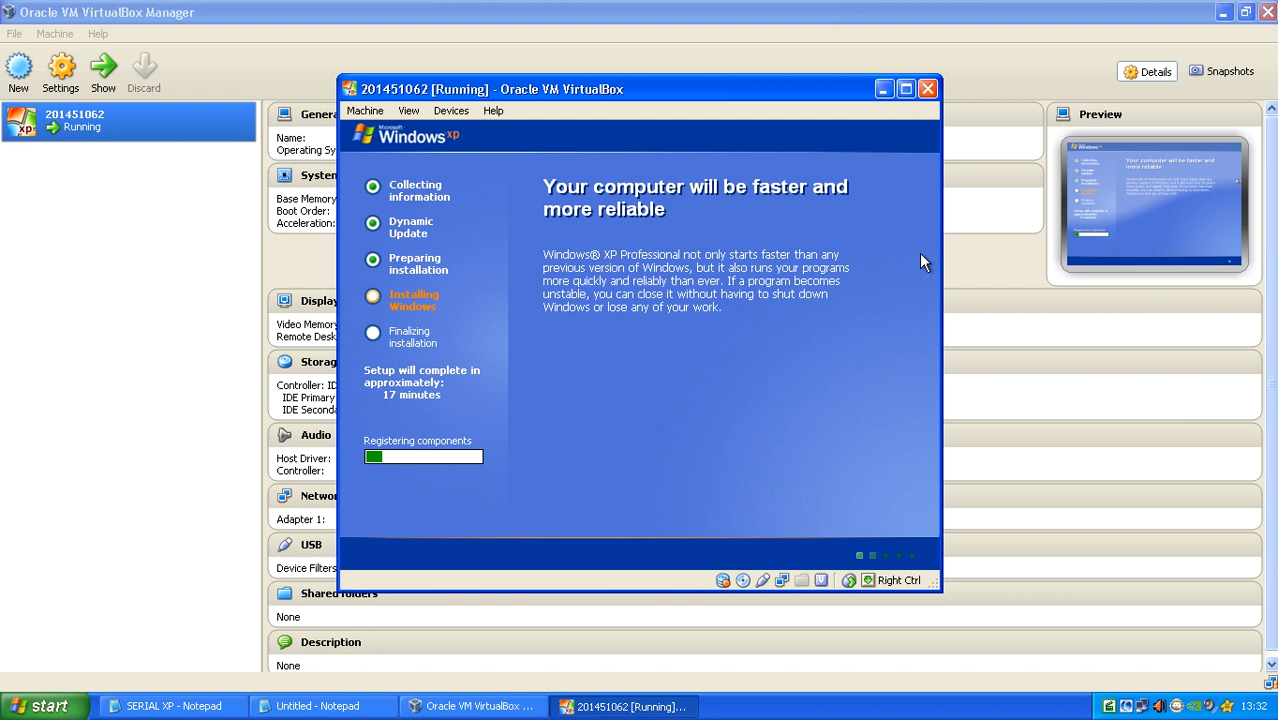 Oracle VM VirtualBox Manager
File Machine Help
New Settings Show Discard
Details Snapshots
201451062
Running
Genera
Name:
Operating Sy
System
Base Memory
Boot Order:
Acceleration:
Display
Video Memory
Remote Desk
Storag
Controller: ID
IDE Primary
IDE Seconda
Audio
Host Driver:
Controller:
Networ
Adapter 1:
USB
Device Filters
Shared folders
None
Description
None
Preview
201451062 [Running] - Oracle VM VirtualBox
Machine View Devices Help
Microsoft
Windows xp
Collecting
information
Dynamic
Update
Preparing
installation
Installing
Windows
Finalizing
installation
Setup will complete in
approximately:
17 minutes
Registering components
Your computer will be faster and
more reliable
Windows® XP Professional not only starts faster than any
previous version of Windows, but it also runs your programs
more quickly and reliably than ever. If a program becomes
unstable, you can close it without having to shut down
Windows or lose any of your work.
Right Ctrl
start
SERIAL XP - Notepad
Untitled - Notepad
Oracle VM VirtualBox ...
201451062 [Running]...
13:32